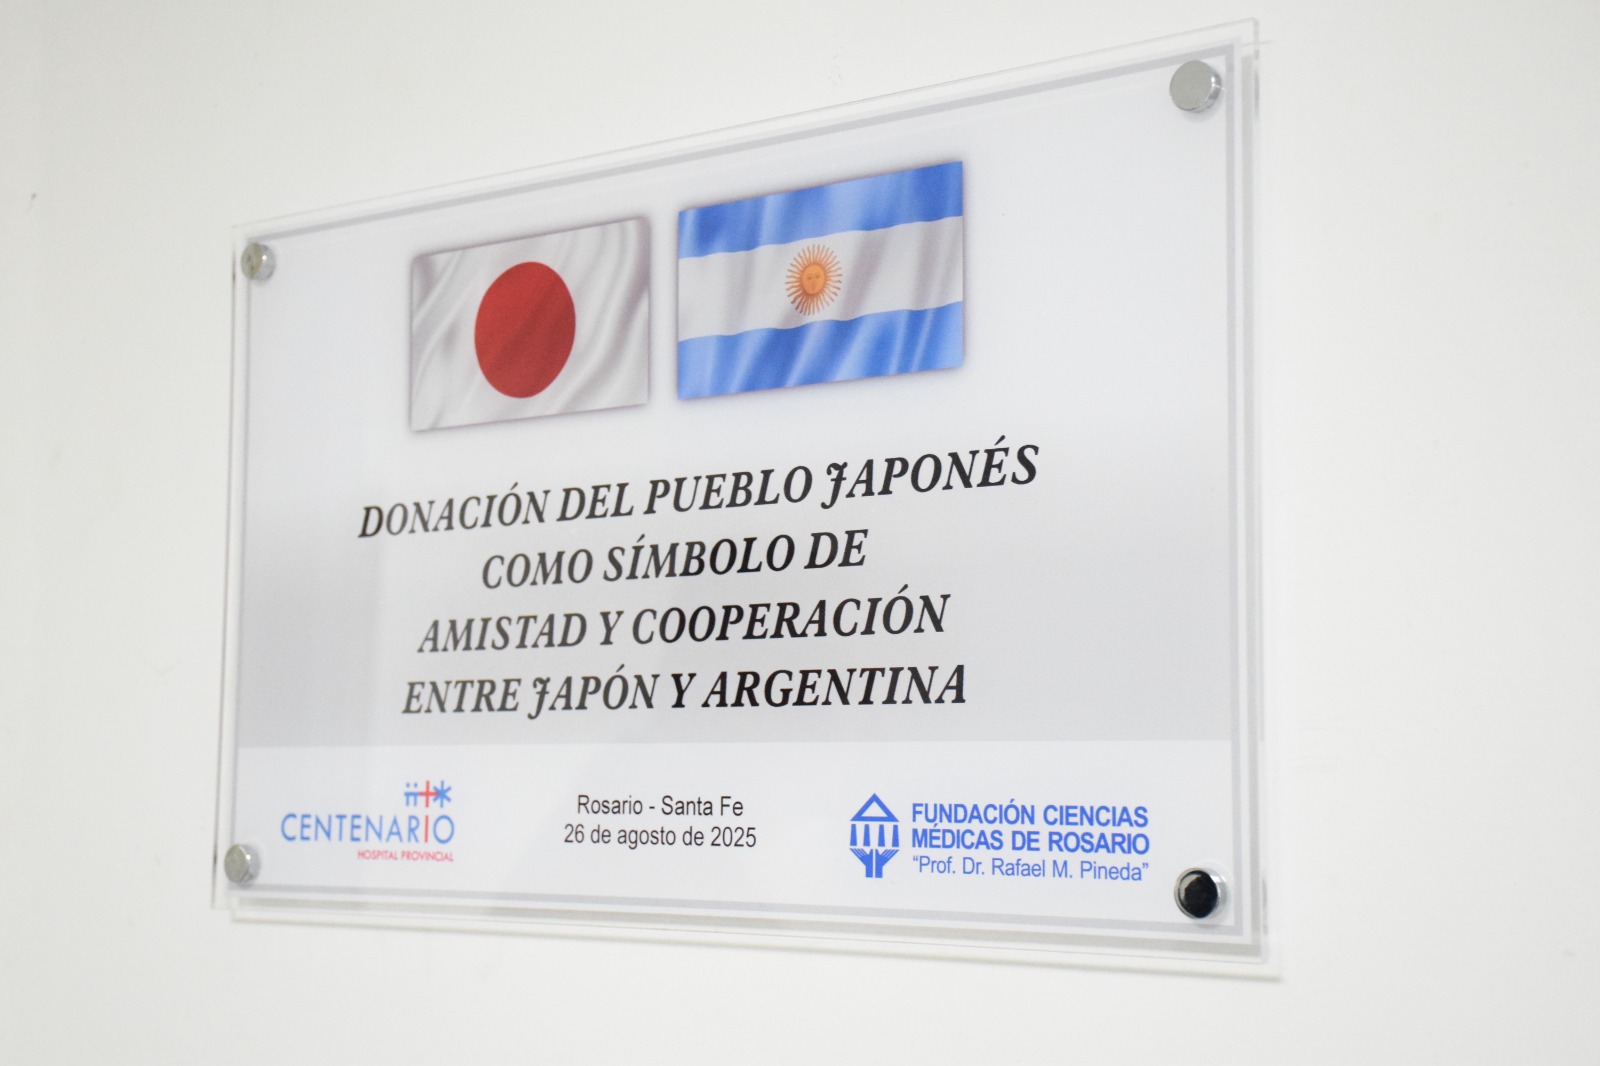 DONACIÓN DEL PUEBLO JAPONÉS
COMO SÍMBOLO DE
AMISTAD Y COOPERACIÓN
ENTRE JAPÓN Y ARGENTINA
CENTENARIO
HOSPITAL PROVINCIAL
Rosario - Santa Fe
26 de agosto de 2025
FUNDACIÓN CIENCIAS
MÉDICAS DE ROSARIO
“Prof. Dr. Rafael M. Pineda”